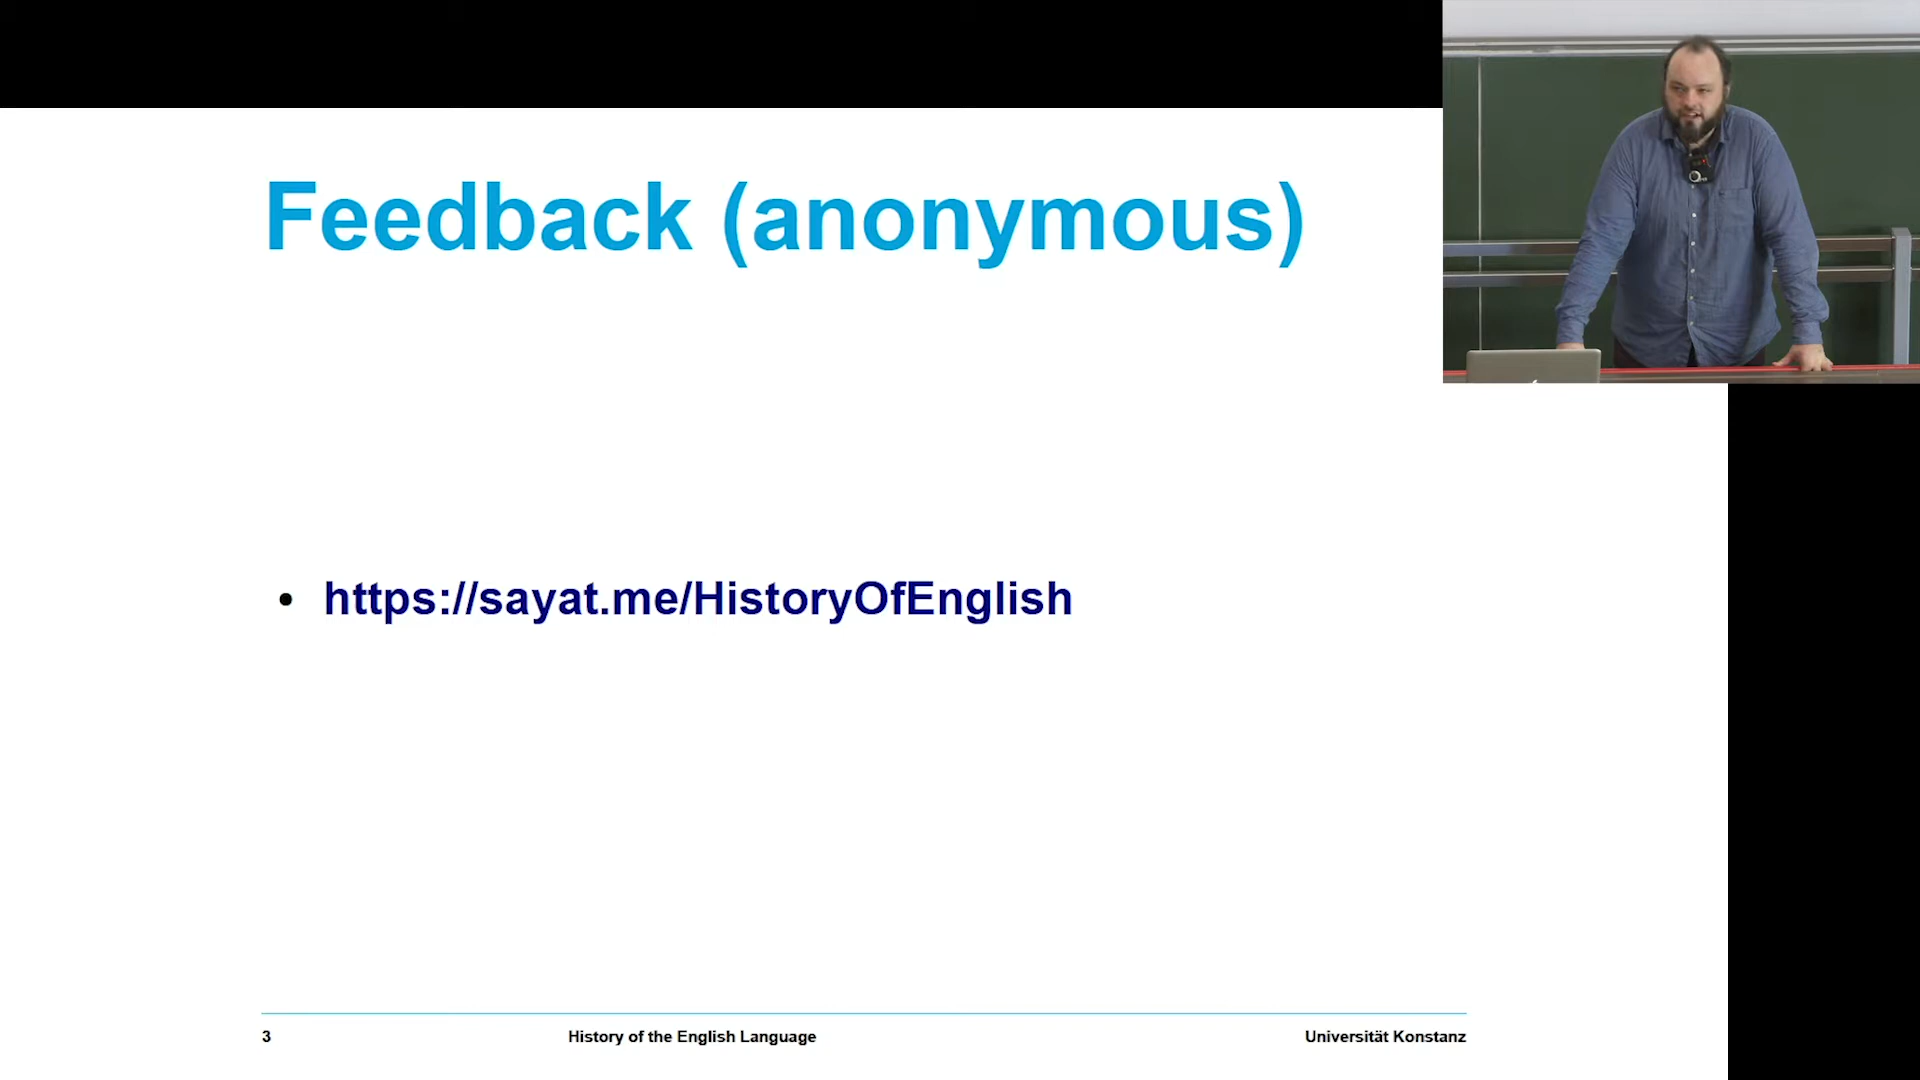 Feedback (anonymous)
• https://sayat.me/HistoryOfEnglish
3 History of the English Language Universität Konstanz